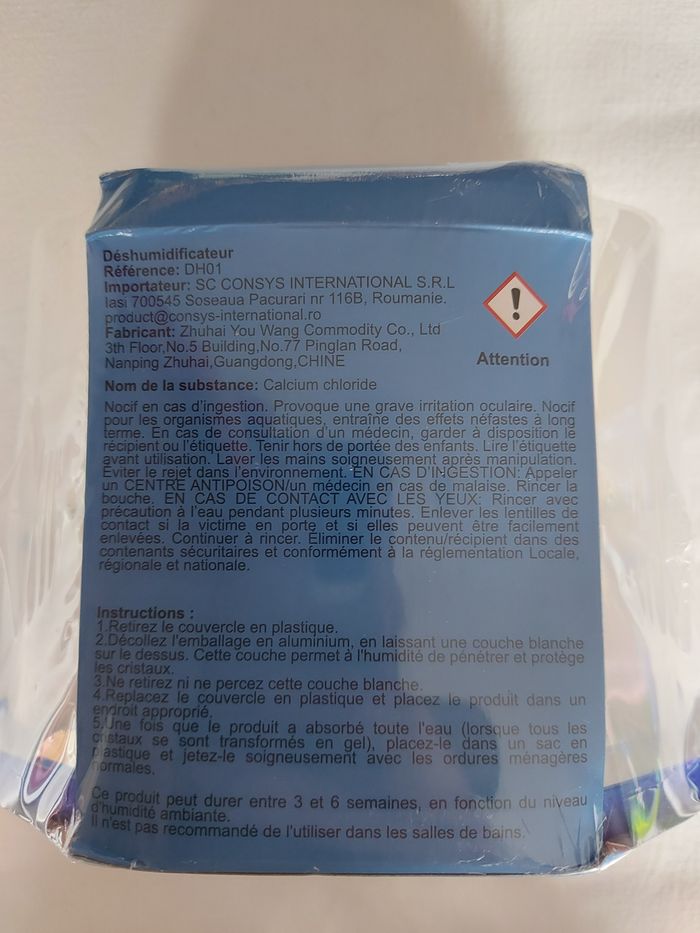 Déshumidificateur
Référence: DH01
Importateur: SC CONSYS INTERNATIONAL S.R.L
Iasi 700545 Soseaua Pacurari nr 116B, Roumanie.
product@consys-international.ro
Fabricant: Zhuhai You Wang Commodity Co., Ltd
3th Floor,No.5 Building,No.77 Pinglan Road,
Nanping Zhuhai,Guangdong,CHINE
Attention
Nom de la substance: Calcium chloride
Nocif en cas d'ingestion. Provoque une grave irritation oculaire. Nocif
pour les organismes aquatiques, entraîne des effets néfastes à long
terme. En cas de consultation d'un médecin, garder à disposition le
récipient ou l'étiquette. Tenir hors de portée des enfants. Lire l'étiquette
avant utilisation. Laver les mains soigneusement après manipulation.
Éviter le rejet dans l'environnement. EN CAS D'INGESTION: Appeler
un CENTRE ANTIPOISON/un médecin en cas de malaise. Rincer la
bouche. EN CAS DE CONTACT AVEC LES YEUX: Rincer avec
précaution à l'eau pendant plusieurs minutes. Enlever les lentilles de
contact si la victime en porte et si elles peuvent être facilement
enlevées. Continuer à rincer. Éliminer le contenu/récipient dans des
contenants sécuritaires et conformément à la réglementation Locale,
régionale et nationale.
Instructions :
1.Retirez le couvercle en plastique.
2.Décollez l'emballage en aluminium, en laissant une couche blanche
sur le dessus. Cette couche permet à l'humidité de pénétrer et protège
les cristaux.
3.Ne retirez ni ne percez cette couche blanche.
4.Replacez le couvercle en plastique et placez le produit dans un
endroit approprié.
5.Une fois que le produit a absorbé toute l'eau (lorsque tous les
cristaux se sont transformés en gel), placez-le dans un sac en
plastique et jetez-le soigneusement avec les ordures ménagères
normales.
Ce produit peut durer entre 3 et 6 semaines, en fonction du niveau
d'humidité ambiante.
Il n'est pas recommandé de l'utiliser dans les salles de bains.